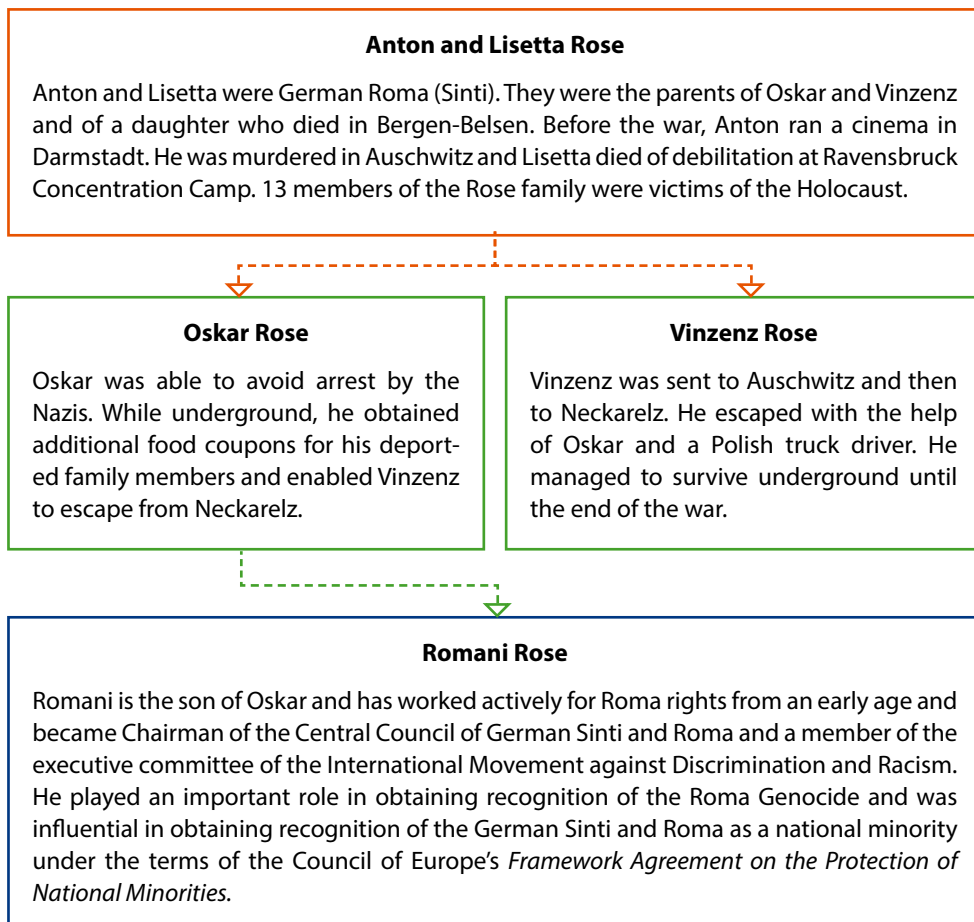 Anton and Lisetta Rose
Anton and Lisetta were German Roma (Sinti). They were the parents of Oskar and Vinzenz
and of a daughter who died in Bergen-Belsen. Before the war, Anton ran a cinema in
Darmstadt. He was murdered in Auschwitz and Lisetta died of debilitation at Ravensbruck
Concentration Camp. 13 members of the Rose family were victims of the Holocaust.
Oskar Rose
Oskar was able to avoid arrest by the
Nazis. While underground, he obtained
additional food coupons for his deport-
ed family members and enabled Vinzenz
to escape from Neckarelz.
Vinzenz Rose
Vinzenz was sent to Auschwitz and then
to Neckarelz. He escaped with the help
of Oskar and a Polish truck driver. He
managed to survive underground until
the end of the war.
Romani Rose
Romani is the son of Oskar and has worked actively for Roma rights from an early age and
became Chairman of the Central Council of German Sinti and Roma and a member of the
executive committee of the International Movement against Discrimination and Racism.
He played an important role in obtaining recognition of the Roma Genocide and was
influential in obtaining recognition of the German Sinti and Roma as a national minority
under the terms of the Council of Europe's Framework Agreement on the Protection of
National Minorities.